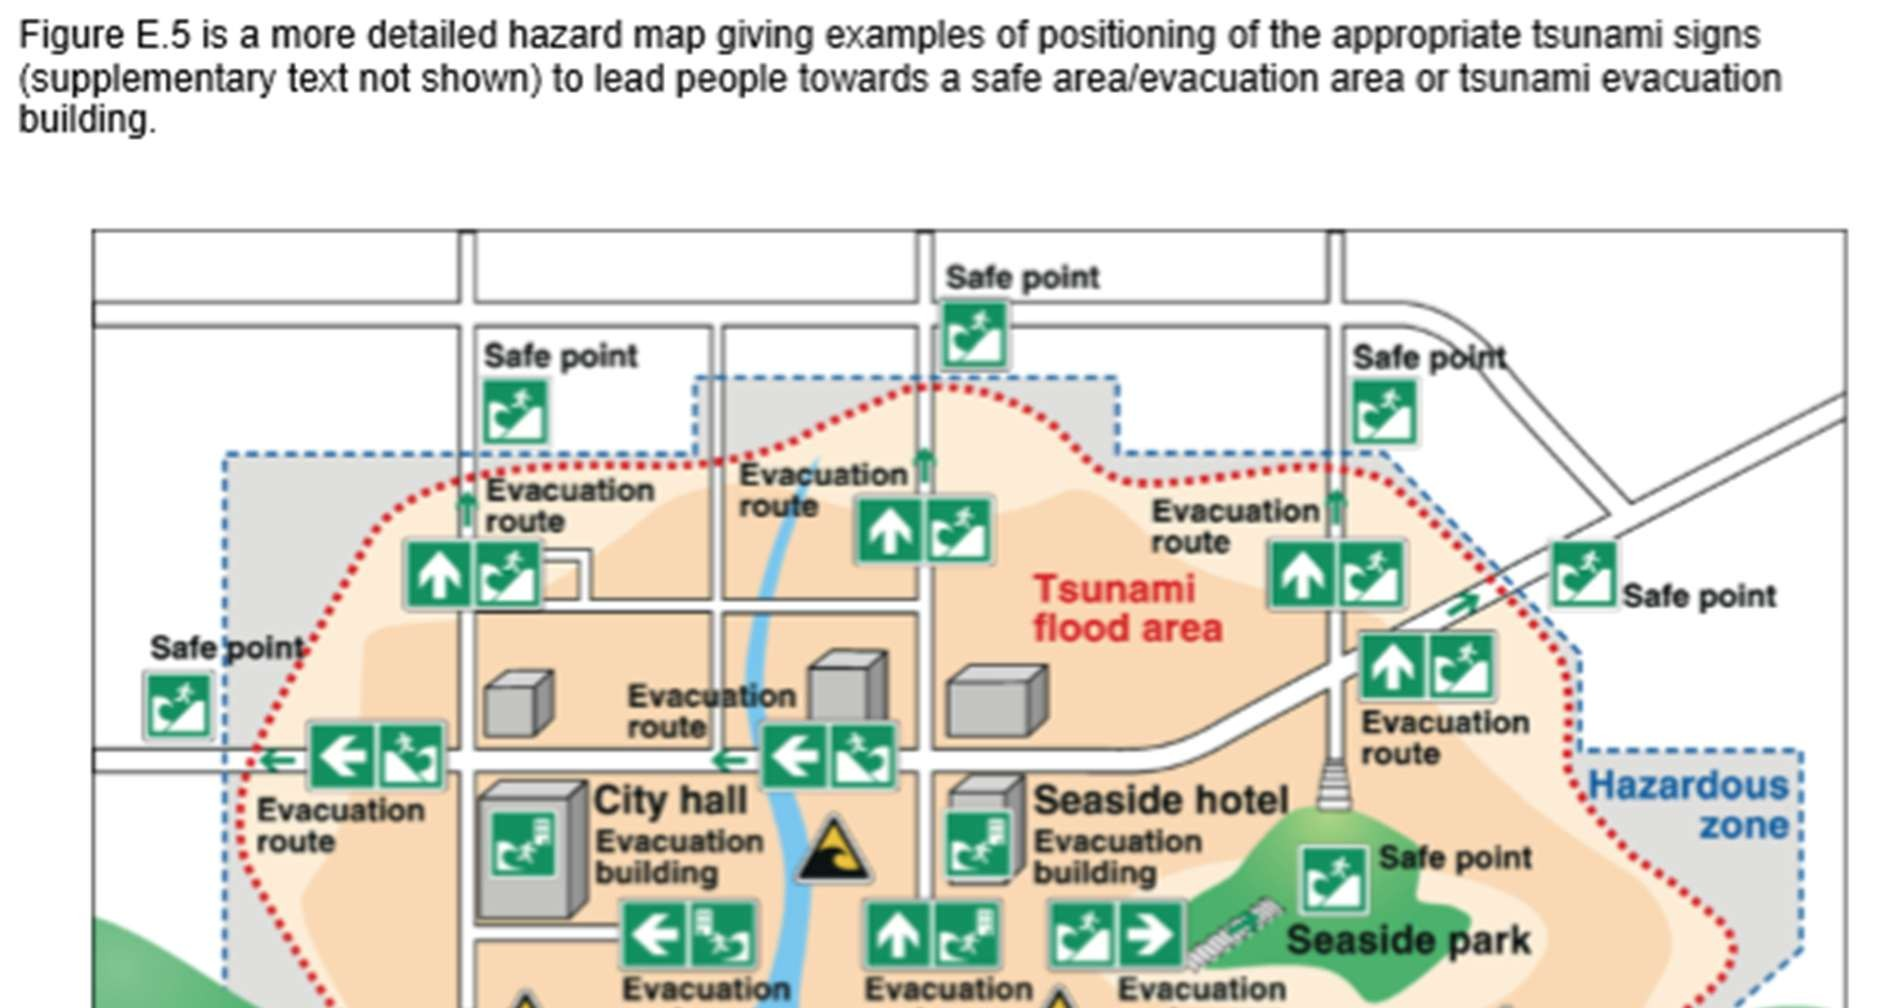 Figure E.5 is a more detailed hazard map giving examples of positioning of the appropriate tsunami signs
(supplementary text not shown) to lead people towards a safe area/evacuation area or tsunami evacuation
building.
Safe point
Safe point
Safe point
Evacuation
route
Evacuation
route
Evacuation
route
Tsunami
flood area
Safe point
Safe point
Evacuation
route
Evacuation
route
Hazardous
zone
Evacuation
route
City hall
Evacuation
building
Seaside hotel
Evacuation
building
Safe point
Seaside park
Evacuation
Evacuation
Evacuation